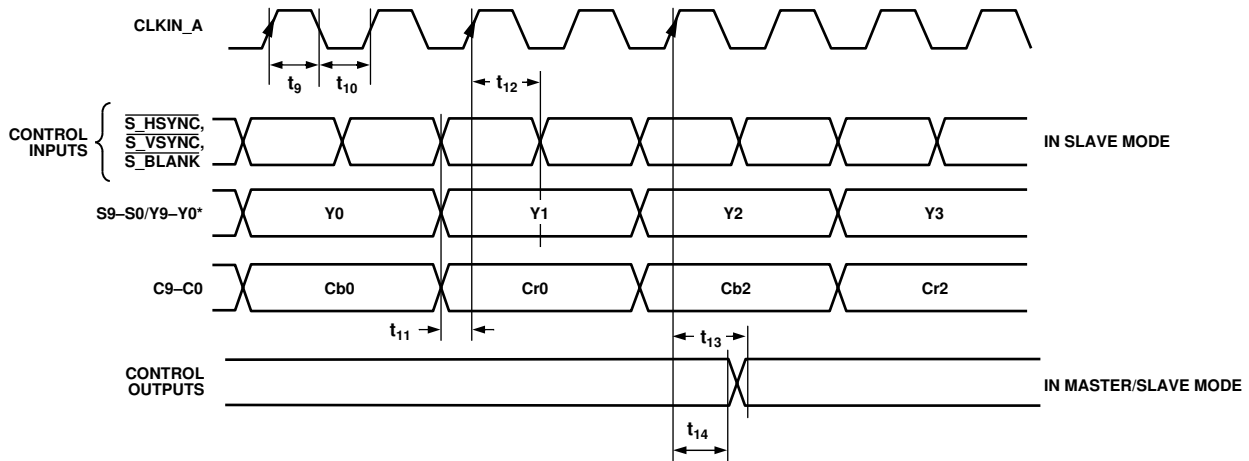 CLKIN_A
t9
t10
t12
CONTROL
INPUTS
S_HSYNC,
S_VSYNC,
S_BLANK
IN SLAVE MODE
S9–S0/Y9–Y0*
Y0
Y1
Y2
Y3
C9–C0
Cb0
Cr0
Cb2
Cr2
t11
t13
CONTROL
OUTPUTS
IN MASTER/SLAVE MODE
t14